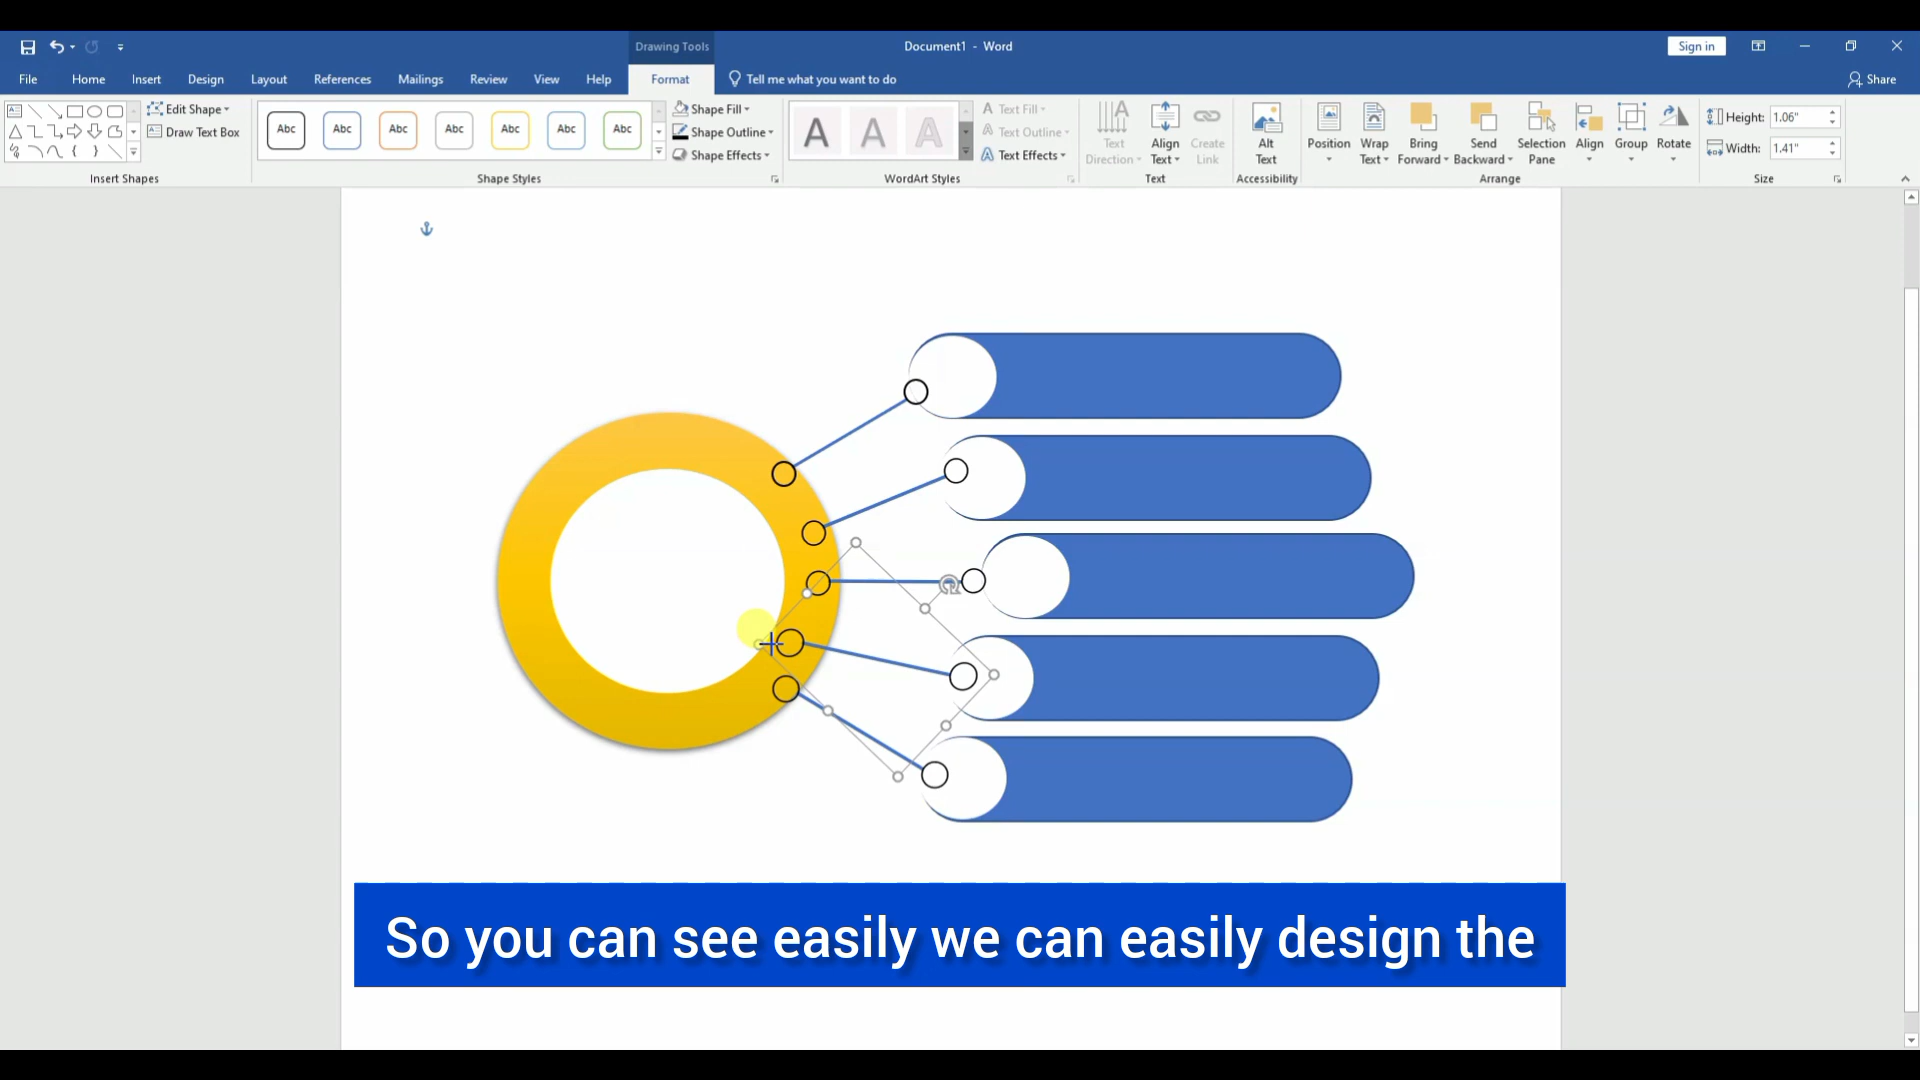 Drawing Tools
Document1 - Word
Sign in
File Home Insert Design Layout References Mailings Review View Help Format Tell me what you want to do
Share
Edit Shape
Draw Text Box
Insert Shapes
Abc Abc Abc Abc Abc Abc Abc
Shape Styles
Shape Fill
Shape Outline
Shape Effects
A A A
WordArt Styles
Text Fill
Text Outline
Text Effects
Text Direction
Align Text
Create Link
Text
Alt Text
Accessibility
Position
Wrap Text
Bring Forward
Send Backward
Selection Pane
Align
Group
Rotate
Arrange
Height: 1.06"
Width: 1.41"
Size
So you can see easily we can easily design the